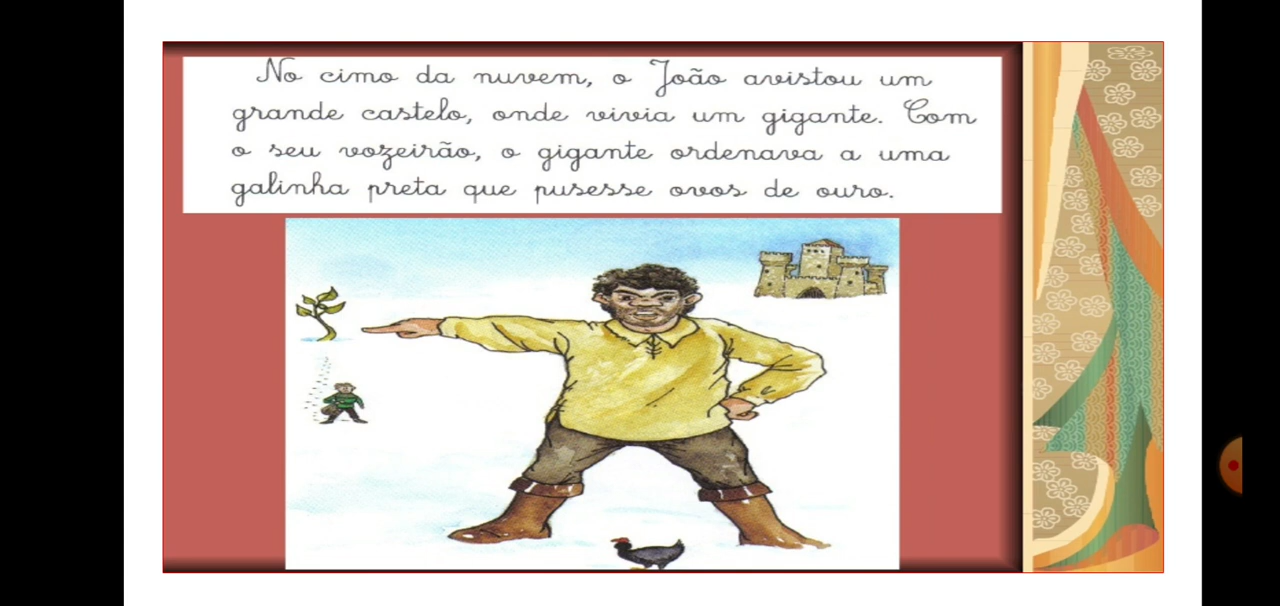 No cimo da nuvem, o João avistou um
grande castelo, onde vivia um gigante. Com
o seu vozeirão, o gigante ordenava a uma
galinha preta que pusesse ovos de ouro.